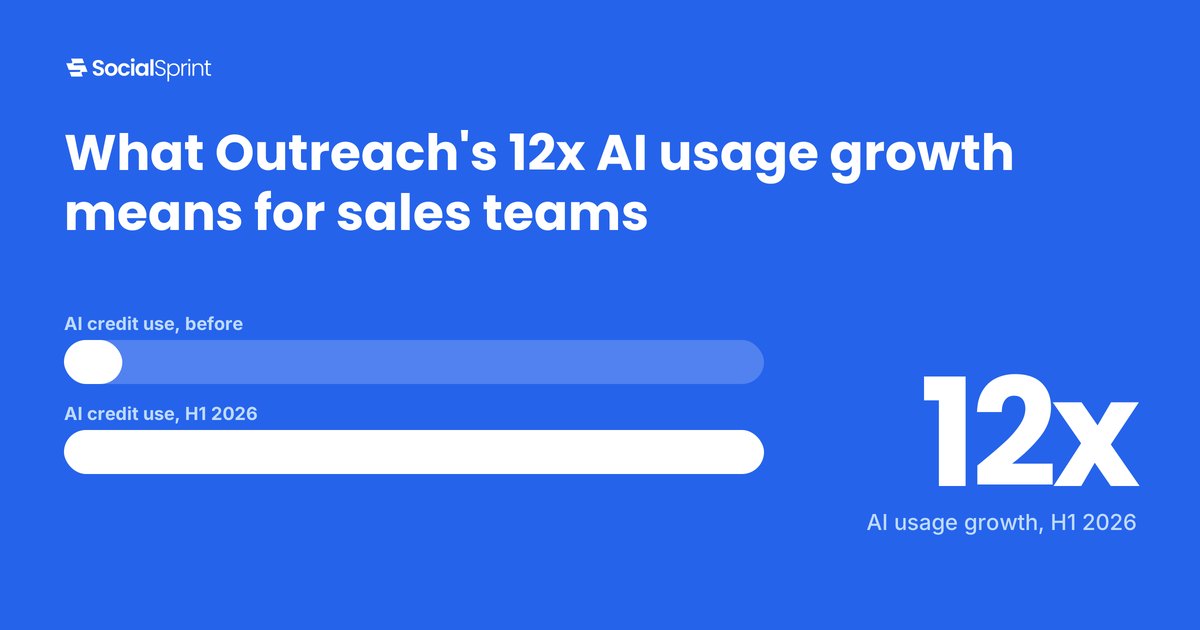 SocialSprint
What Outreach's 12x AI usage growth
means for sales teams
AI credit use, before
AI credit use, H1 2026
12x
AI usage growth, H1 2026